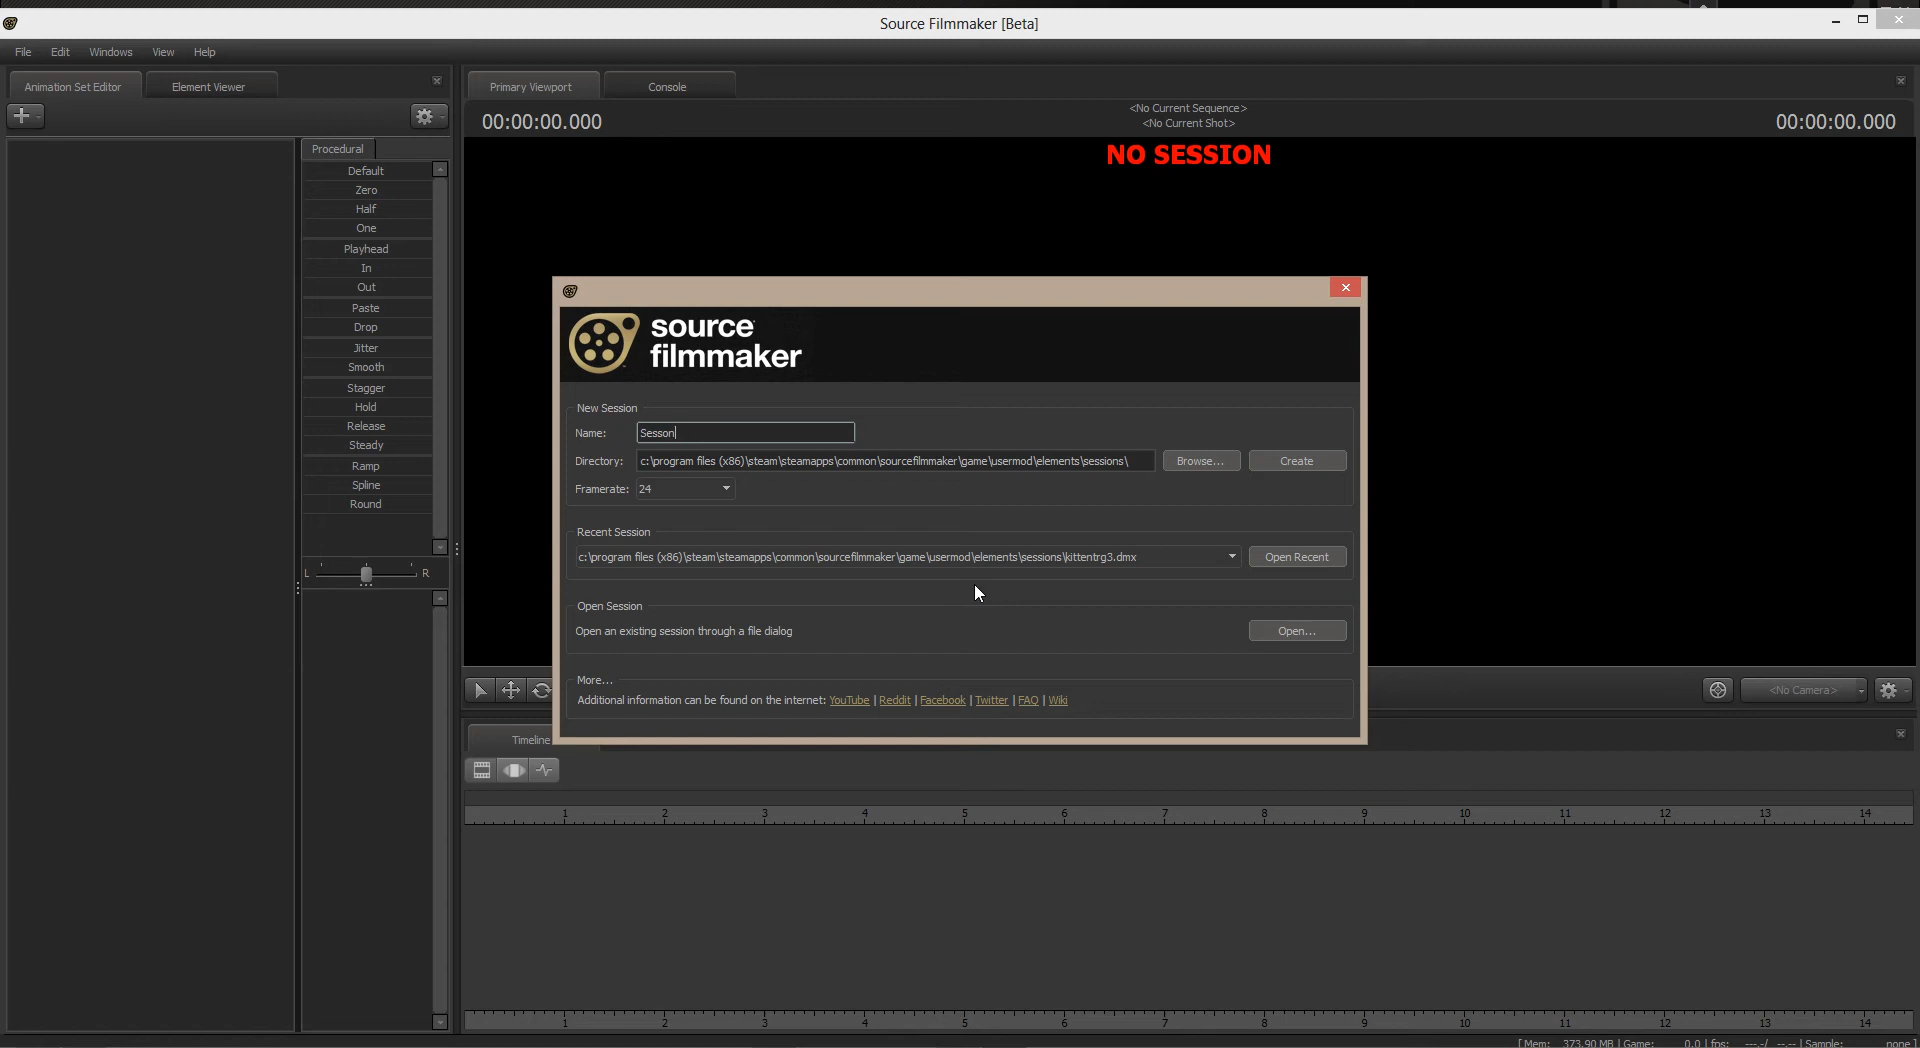 Source Filmmaker [Beta]
File Edit Windows View Help
Animation Set Editor Element Viewer
Primary Viewport Console
00:00:00.000
<No Current Sequence>
<No Current Shot>
00:00:00.000
NO SESSION
Procedural
Default
Zero
Half
One
Playhead
In
Out
Paste
Drop
Jitter
Smooth
Stagger
Hold
Release
Steady
Ramp
Spline
Round
L R
source
filmmaker
New Session
Name: Sesson
Directory: c:\program files (x86)\steam\steamapps\common\sourcefilmmaker\game\usermod\elements\sessions\ Browse... Create
Framerate: 24
Recent Session
c:\program files (x86)\steam\steamapps\common\sourcefilmmaker\game\usermod\elements\sessions\kittentrg3.dmx Open Recent
Open Session
Open an existing session through a file dialog Open...
More...
Additional information can be found on the internet: YouTube | Reddit | Facebook | Twitter | FAQ | Wiki
<No Camera>
Timeline
1 2 3 4 5 6 7 8 9 10 11 12 13 14
1 2 3 4 5 6 7 8 9 10 11 12 13 14
[ Mem: 373.90 MB | Game: 0.0 | fps: ---.-/ --.-- | Sample: none ]